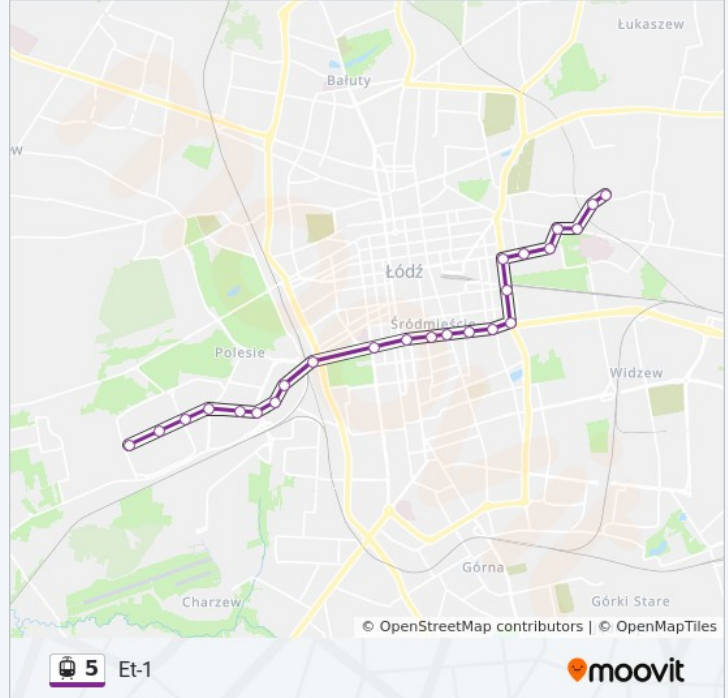 Łukaszew
Bałuty
w
Łódź
Śródmieście
Polesie
Widzew
Górna
Charzew
Górki Stare
© OpenStreetMap contributors | © OpenMapTiles
5 Et-1
moovit